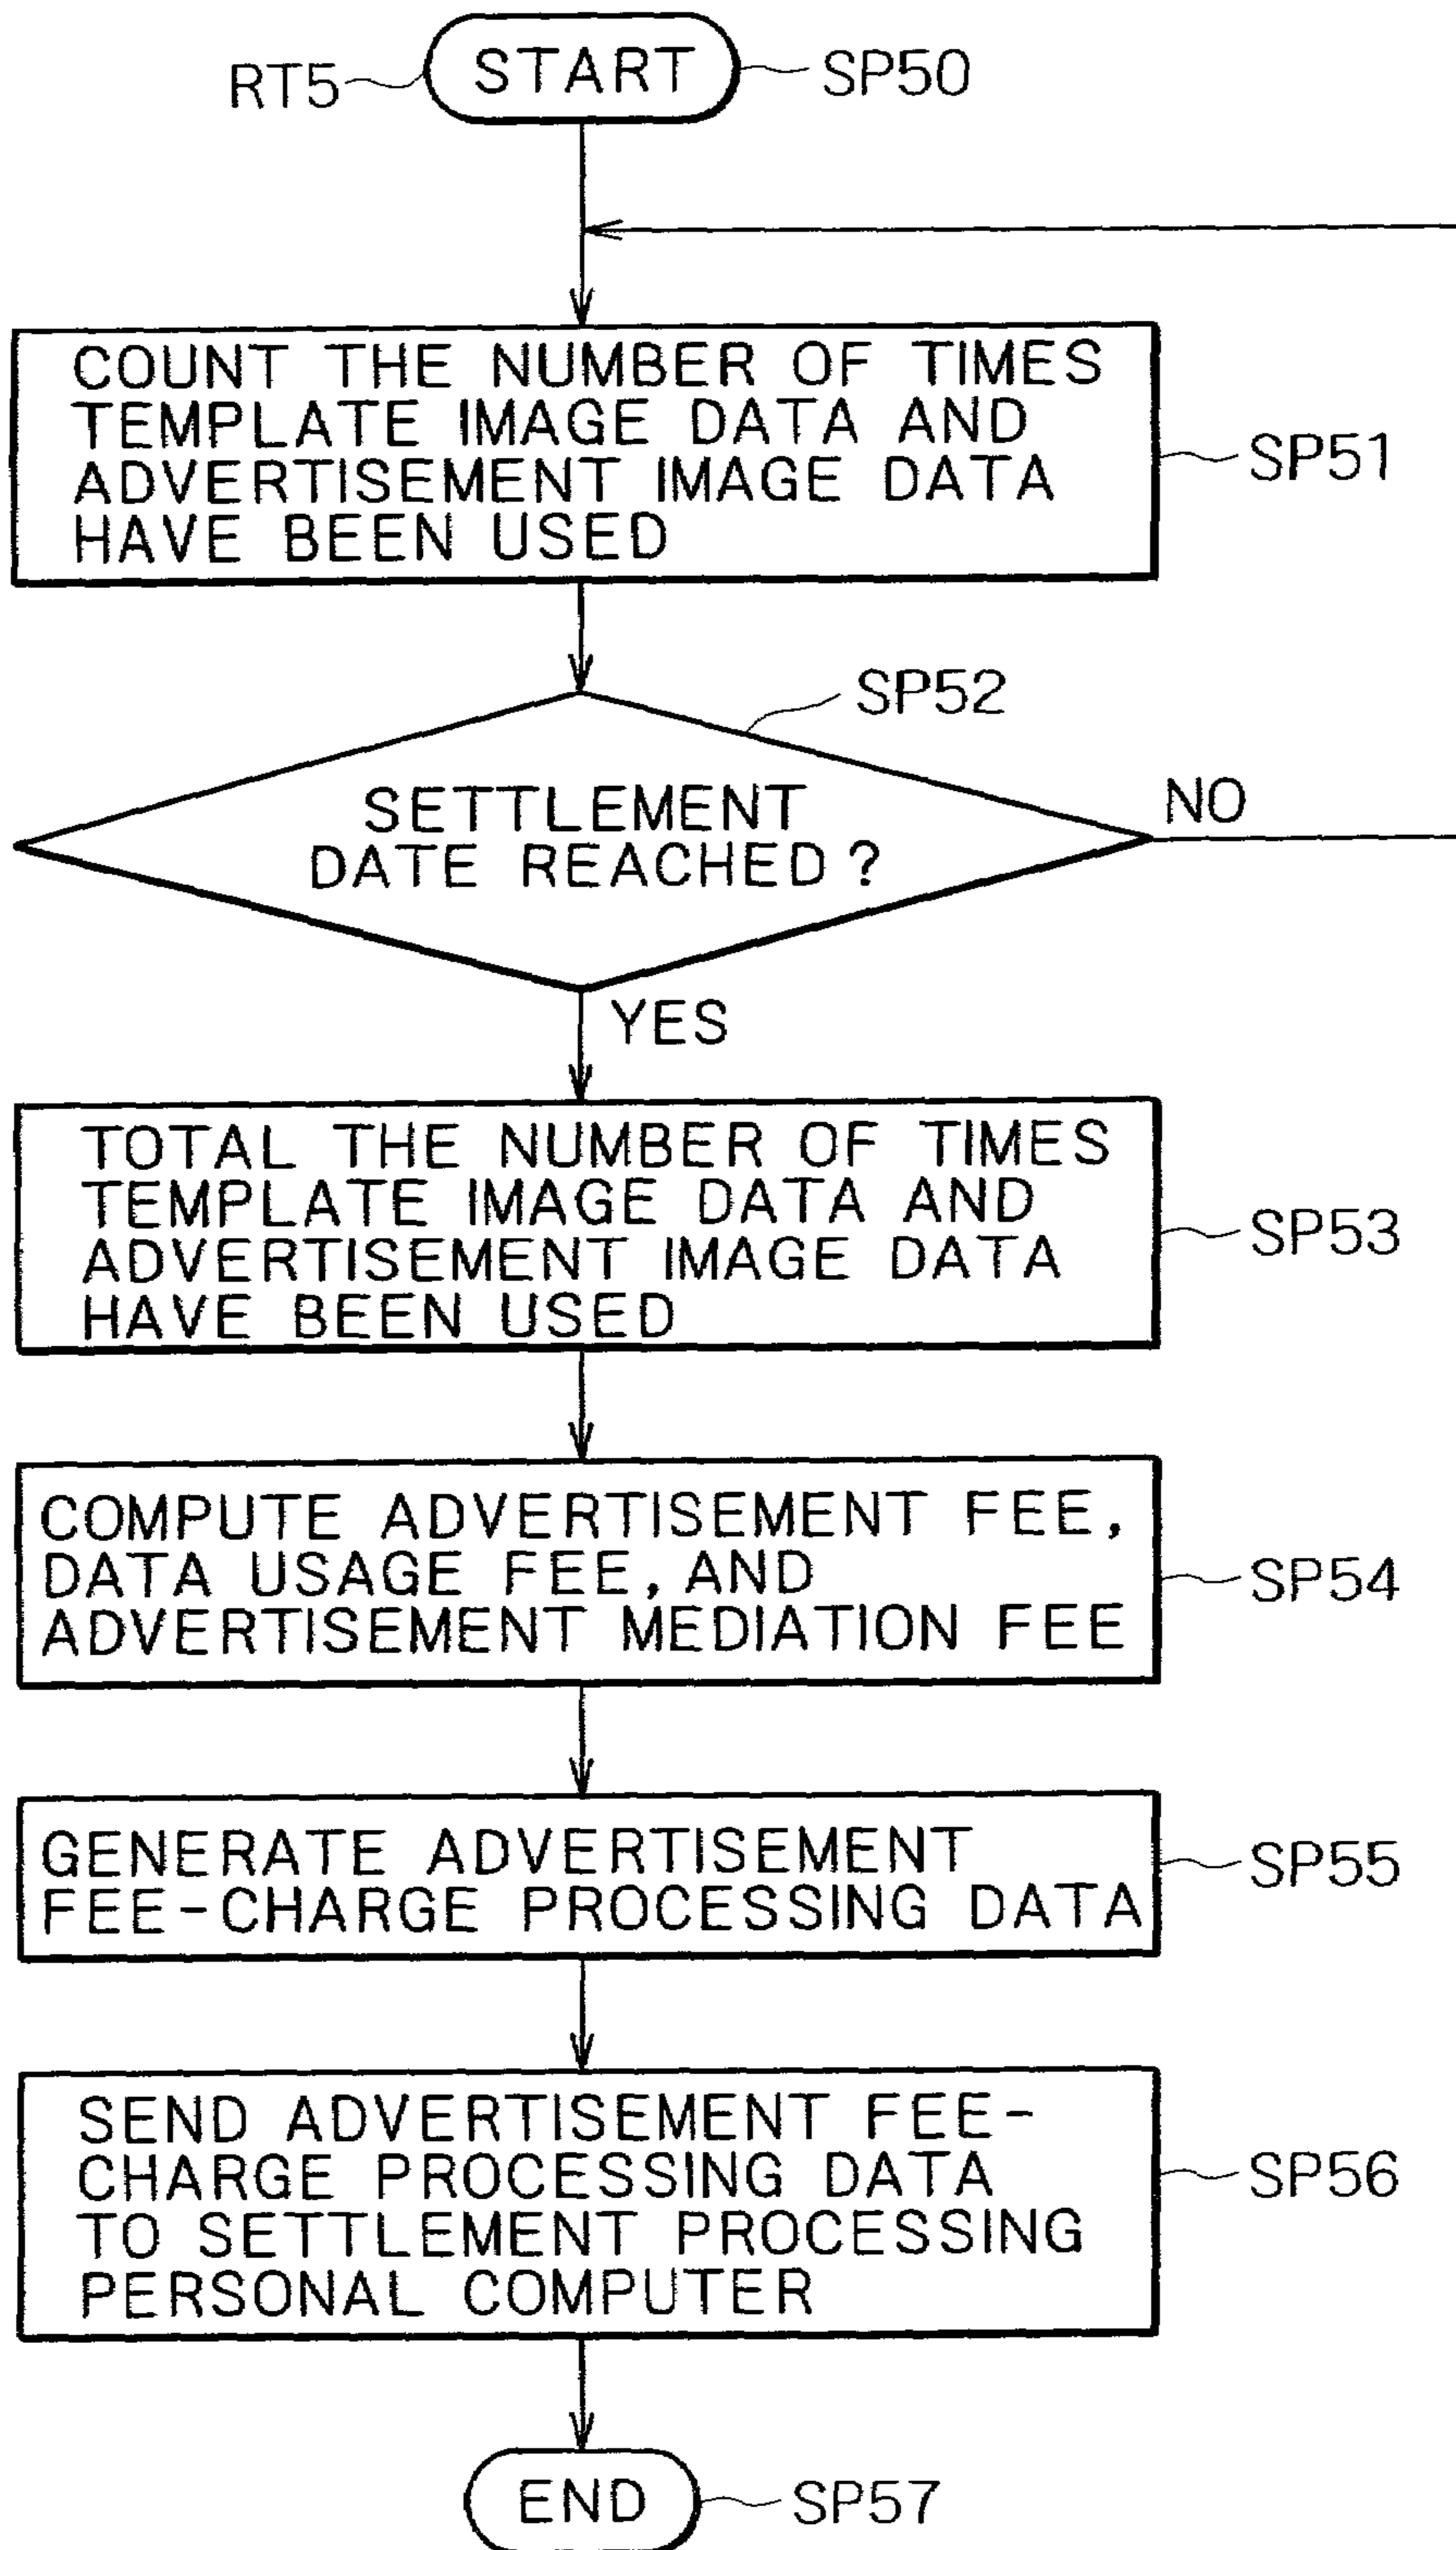 RT5
START
SP50
COUNT THE NUMBER OF TIMES
TEMPLATE IMAGE DATA AND
ADVERTISEMENT IMAGE DATA
HAVE BEEN USED
SP51
SP52
SETTLEMENT
DATE REACHED?
NO
YES
TOTAL THE NUMBER OF TIMES
TEMPLATE IMAGE DATA AND
ADVERTISEMENT IMAGE DATA
HAVE BEEN USED
SP53
COMPUTE ADVERTISEMENT FEE,
DATA USAGE FEE, AND
ADVERTISEMENT MEDIATION FEE
SP54
GENERATE ADVERTISEMENT
FEE-CHARGE PROCESSING DATA
SP55
SEND ADVERTISEMENT FEE-
CHARGE PROCESSING DATA
TO SETTLEMENT PROCESSING
PERSONAL COMPUTER
SP56
END
SP57